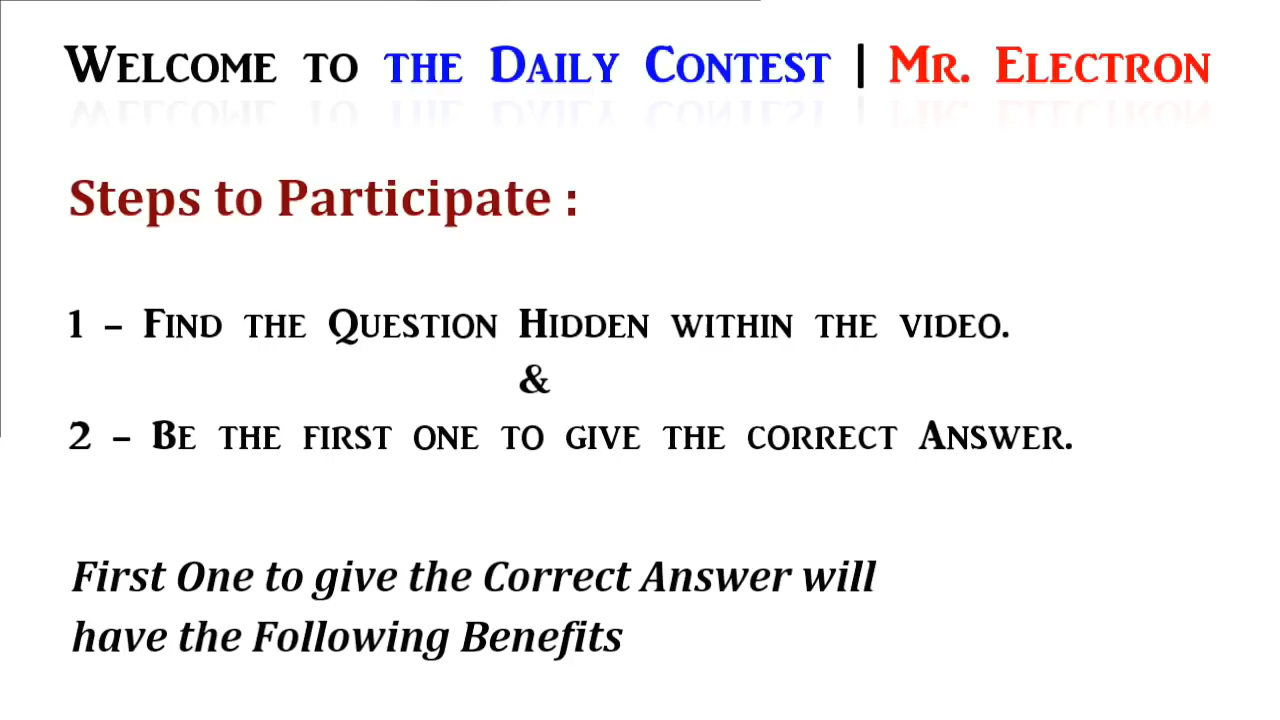 Welcome to the Daily Contest | Mr. Electron
Steps to Participate :
1 – Find the Question Hidden within the video.
&
2 – Be the first one to give the correct Answer.
First One to give the Correct Answer will
have the Following Benefits